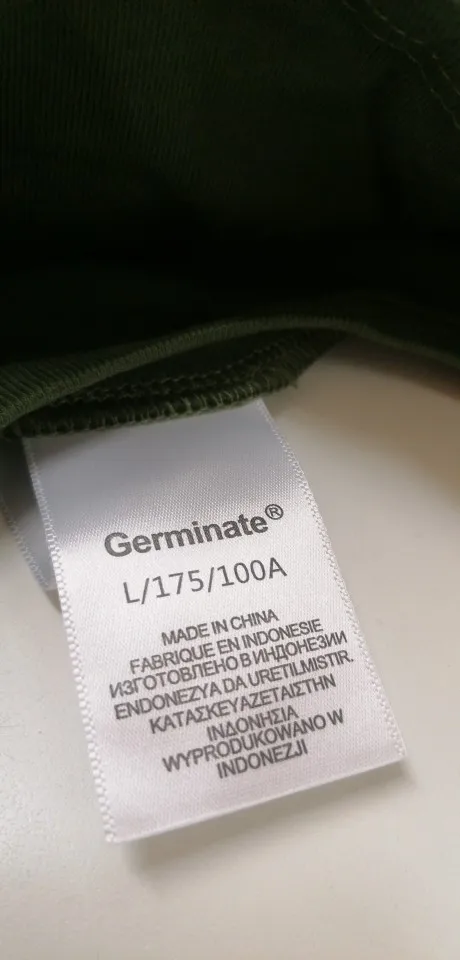 Germinate®
L/175/100A
MADE IN CHINA
FABRIQUE EN INDONESIE
ИЗГОТОВЛЕНО В ИНДОНЕЗИИ
ENDONEZYA DA URETILMISTIR.
ΚΑΤΑΣΚΕΥΑΖΕΤΑΙΣΤΗΝ
ΙΝΔΟΝΗΣΙΑ
WYPRODUKOWANO W
INDONEZJI